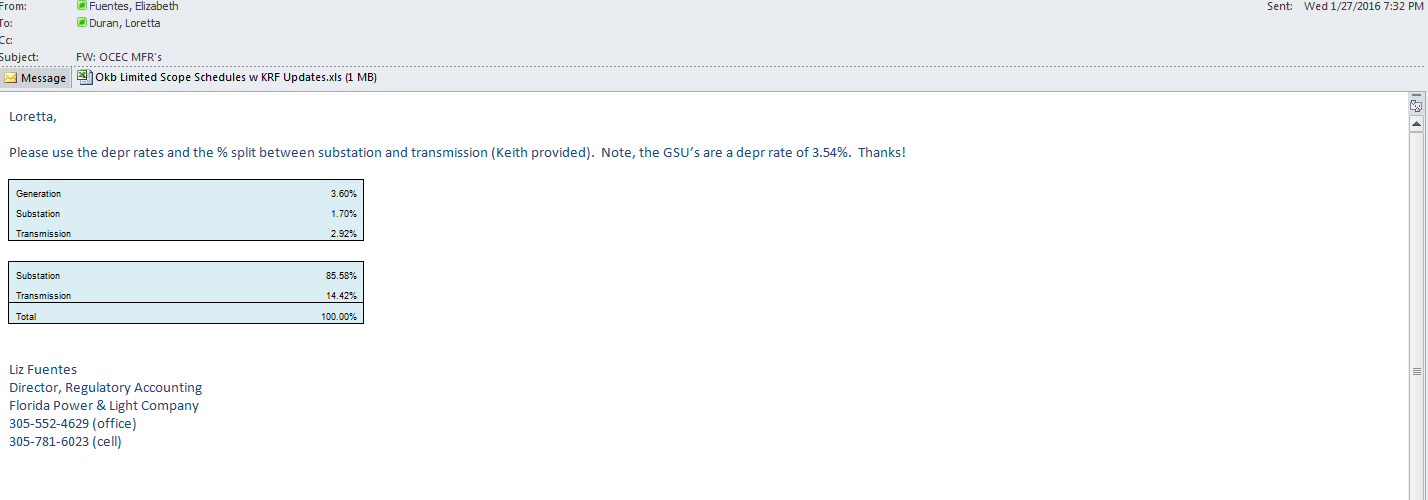 From: Fuentes, Elizabeth Sent: Wed 1/27/2016 7:32 PM
To: Duran, Loretta
Cc:
Subject: FW: OCEC MFR's
Message Okb Limited Scope Schedules w KRF Updates.xls (1 MB)
Loretta,
Please use the depr rates and the % split between substation and transmission (Keith provided).  Note, the GSU's are a depr rate of 3.54%.  Thanks!
Generation 3.60%
Substation 1.70%
Transmission 2.92%
Substation 85.58%
Transmission 14.42%
Total 100.00%
Liz Fuentes
Director, Regulatory Accounting
Florida Power & Light Company
305-552-4629 (office)
305-781-6023 (cell)